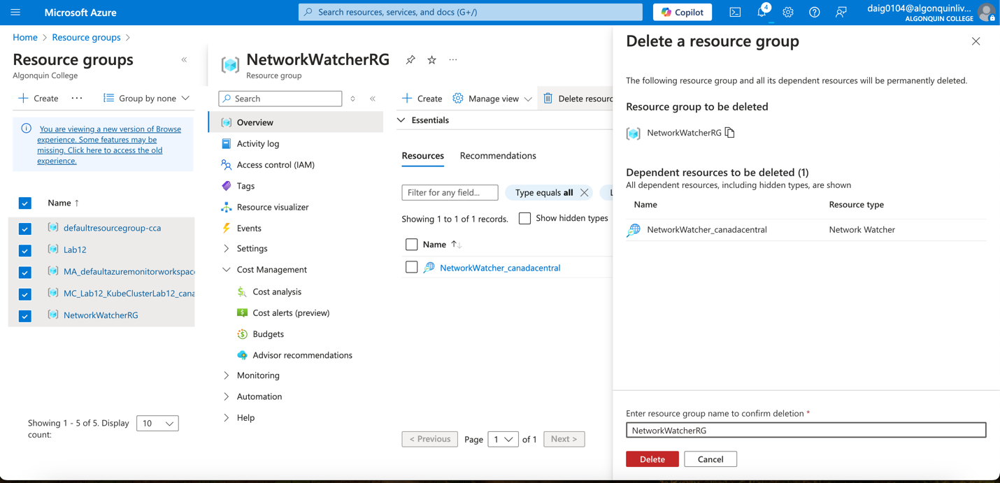 Microsoft Azure
Search resources, services, and docs (G+/)
Copilot
4
daig0104@algonquinliv...
ALGONQUIN COLLEGE
Home > Resource groups >
Resource groups
Algonquin College
Create
Group by none
You are viewing a new version of Browse
experience. Some features may be
missing. Click here to access the old
experience.
Name ↑
defaultresourcegroup-cca
Lab12
MA_defaultazuremonitorworkspac
MC_Lab12_KubeClusterLab12_cana
NetworkWatcherRG
Showing 1 - 5 of 5. Display
count:
10
NetworkWatcherRG
Resource group
Search
Overview
Activity log
Access control (IAM)
Tags
Resource visualizer
Events
Settings
Cost Management
Cost analysis
Cost alerts (preview)
Budgets
Advisor recommendations
Monitoring
Automation
Help
Create
Manage view
Delete resourc
Essentials
Resources
Recommendations
Filter for any field...
Type equals all
L
Showing 1 to 1 of 1 records.
Show hidden types
Name ↑↓
NetworkWatcher_canadacentral
< Previous
Page
1
of 1
Next >
Delete a resource group
The following resource group and all its dependent resources will be permanently deleted.
Resource group to be deleted
NetworkWatcherRG
Dependent resources to be deleted (1)
All dependent resources, including hidden types, are shown
Name
Resource type
NetworkWatcher_canadacentral
Network Watcher
Enter resource group name to confirm deletion *
NetworkWatcherRG
Delete
Cancel